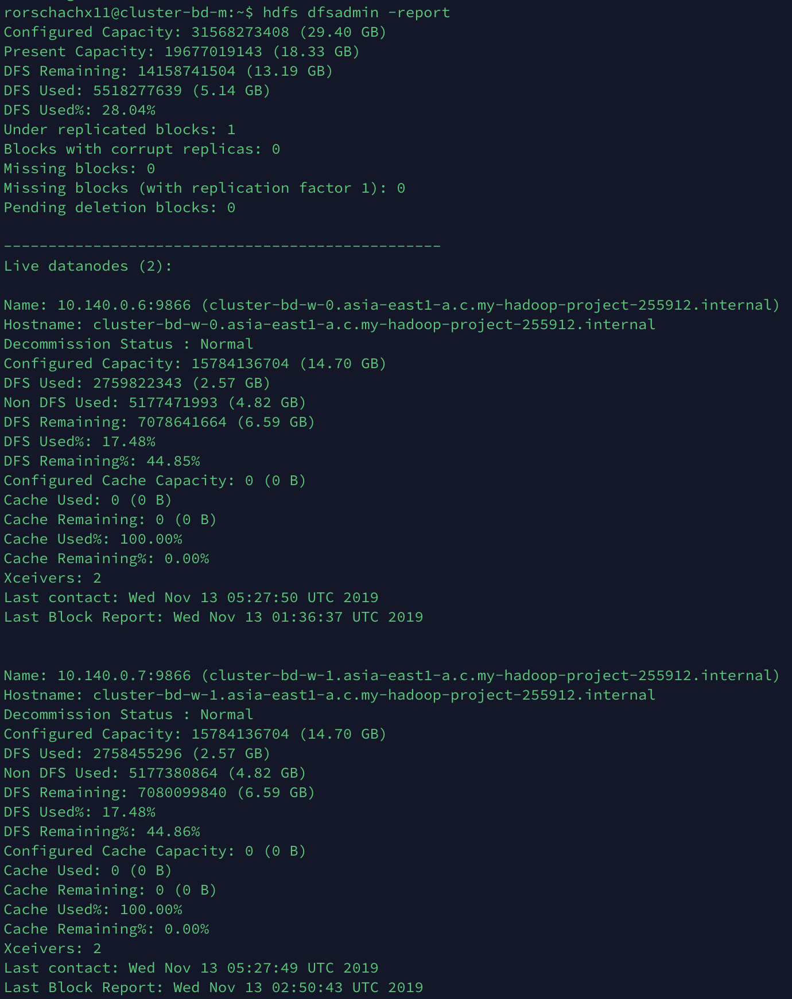 rorschachx11@cluster-bd-m:~$ hdfs dfsadmin -report
Configured Capacity: 31568273408 (29.40 GB)
Present Capacity: 19677019143 (18.33 GB)
DFS Remaining: 14158741504 (13.19 GB)
DFS Used: 5518277639 (5.14 GB)
DFS Used%: 28.04%
Under replicated blocks: 1
Blocks with corrupt replicas: 0
Missing blocks: 0
Missing blocks (with replication factor 1): 0
Pending deletion blocks: 0
-------------------------------------------------
Live datanodes (2):
Name: 10.140.0.6:9866 (cluster-bd-w-0.asia-east1-a.c.my-hadoop-project-255912.internal)
Hostname: cluster-bd-w-0.asia-east1-a.c.my-hadoop-project-255912.internal
Decommission Status : Normal
Configured Capacity: 15784136704 (14.70 GB)
DFS Used: 2759822343 (2.57 GB)
Non DFS Used: 5177471993 (4.82 GB)
DFS Remaining: 7078641664 (6.59 GB)
DFS Used%: 17.48%
DFS Remaining%: 44.85%
Configured Cache Capacity: 0 (0 B)
Cache Used: 0 (0 B)
Cache Remaining: 0 (0 B)
Cache Used%: 100.00%
Cache Remaining%: 0.00%
Xceivers: 2
Last contact: Wed Nov 13 05:27:50 UTC 2019
Last Block Report: Wed Nov 13 01:36:37 UTC 2019
Name: 10.140.0.7:9866 (cluster-bd-w-1.asia-east1-a.c.my-hadoop-project-255912.internal)
Hostname: cluster-bd-w-1.asia-east1-a.c.my-hadoop-project-255912.internal
Decommission Status : Normal
Configured Capacity: 15784136704 (14.70 GB)
DFS Used: 2758455296 (2.57 GB)
Non DFS Used: 5177380864 (4.82 GB)
DFS Remaining: 7080099840 (6.59 GB)
DFS Used%: 17.48%
DFS Remaining%: 44.86%
Configured Cache Capacity: 0 (0 B)
Cache Used: 0 (0 B)
Cache Remaining: 0 (0 B)
Cache Used%: 100.00%
Cache Remaining%: 0.00%
Xceivers: 2
Last contact: Wed Nov 13 05:27:49 UTC 2019
Last Block Report: Wed Nov 13 02:50:43 UTC 2019